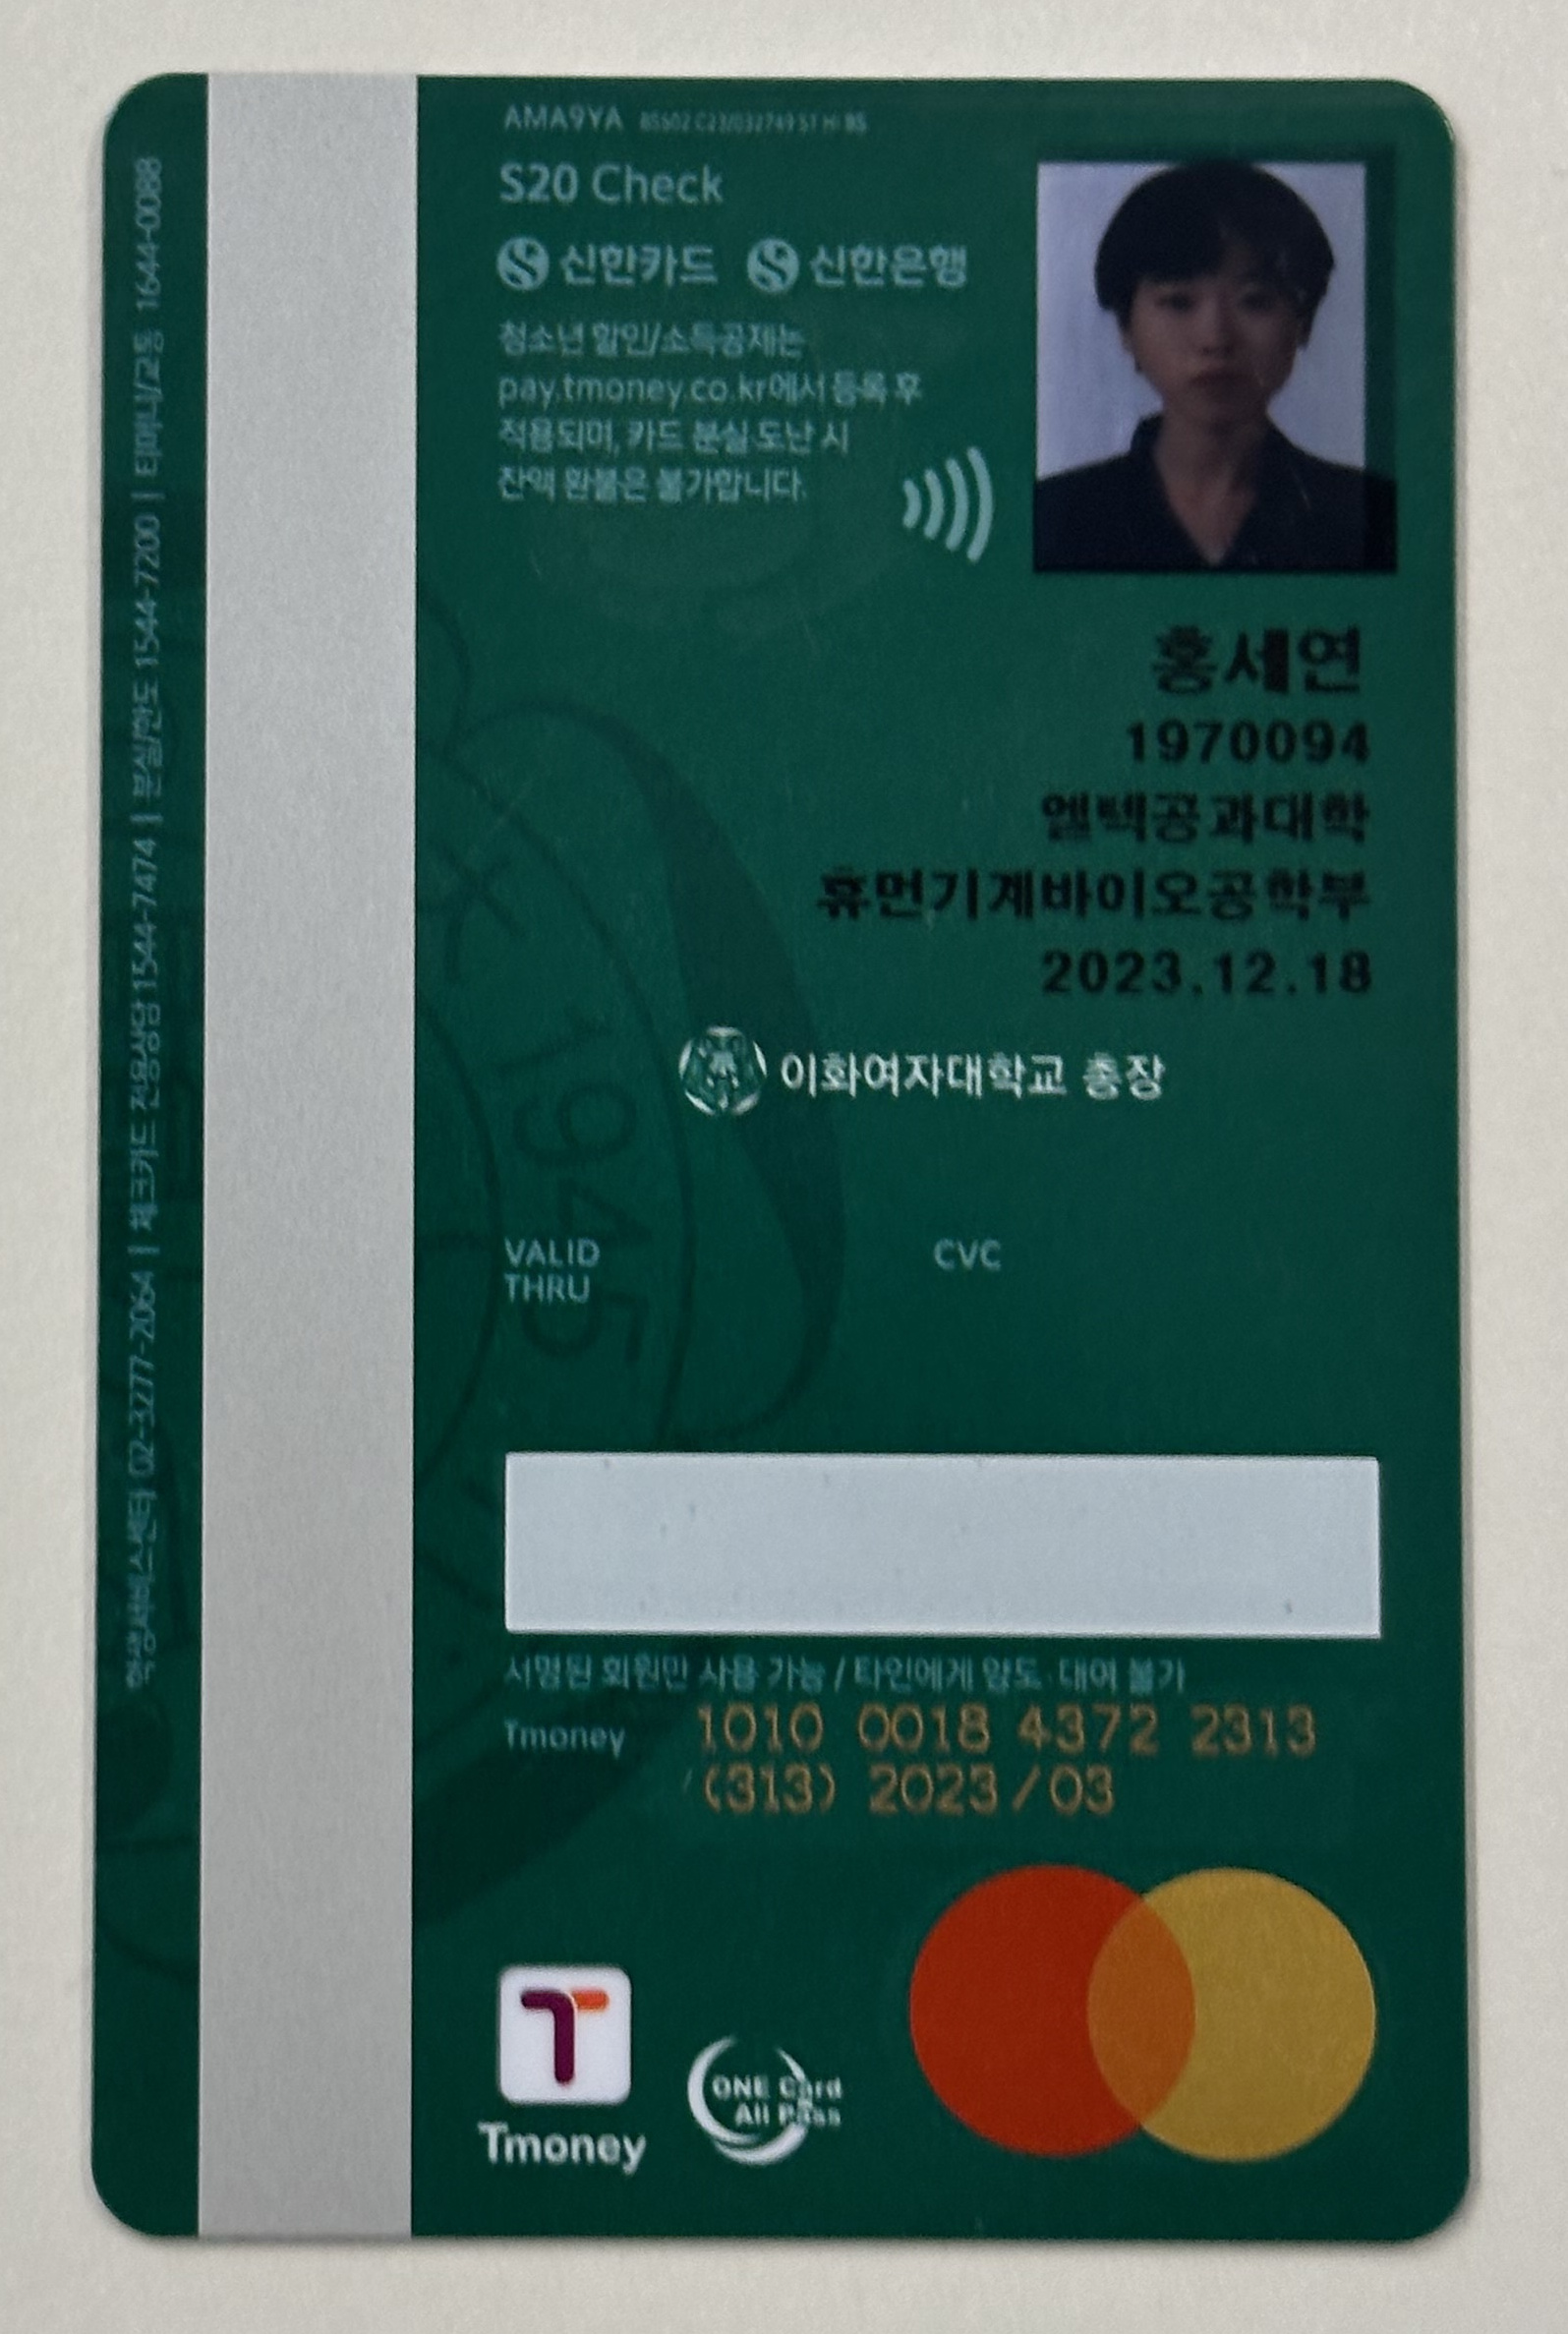 AMA9YA
S20 Check
신한카드 신한은행
청소년 할인/소득공제는
pay.tmoney.co.kr에서 등록 후
적용되며, 카드 분실·도난 시
잔액 환불은 불가합니다.
홍세연
1970094
엘텍공과대학
휴먼기계바이오공학부
2023.12.18
이화여자대학교 총장
1945
VALID
THRU
CVC
서명된 회원만 사용 가능 / 타인에게 양도·대여 불가
Tmoney 1010 0018 4372 2313
(313) 2023/03
Tmoney
ONE Card
All Pass
학생서비스센터 02-3277-2064 | 체크카드 전용상담 1544-7474 | 분실/한도 1544-7200 | 티머니/교통 1644-0088